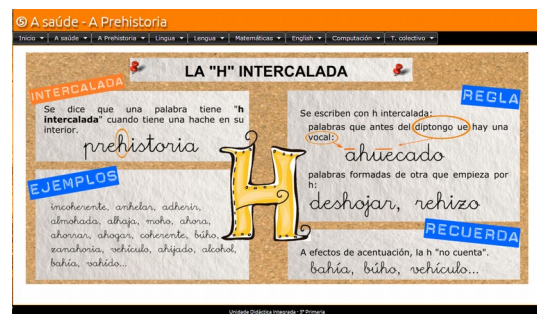 A saúde - A Prehistoria
Inicio A saúde A Prehistoria Lingua Lengua Matemáticas English Computación T. colectivo
LA "H" INTERCALADA
INTERCALADA
Se dice que una palabra tiene "h
intercalada" cuando tiene una hache en su
interior.
prehistoria
EJEMPLOS
incoherente, anhelar, adherir,
almohada, alhaja, moho, ahora,
ahorrar, ahogar, coherente, búho,
zanahoria, vehículo, ahijado, alcohol,
bahía, vahído...
H
REGLA
Se escriben con h intercalada:
palabras que antes del diptongo ue hay una
vocal:
ahuecado
palabras formadas de otra que empieza por
h:
deshojar, rehizo
RECUERDA
A efectos de acentuación, la h "no cuenta".
bahía, búho, vehículo...
Unidade Didáctica Integrada - 3º Primaria